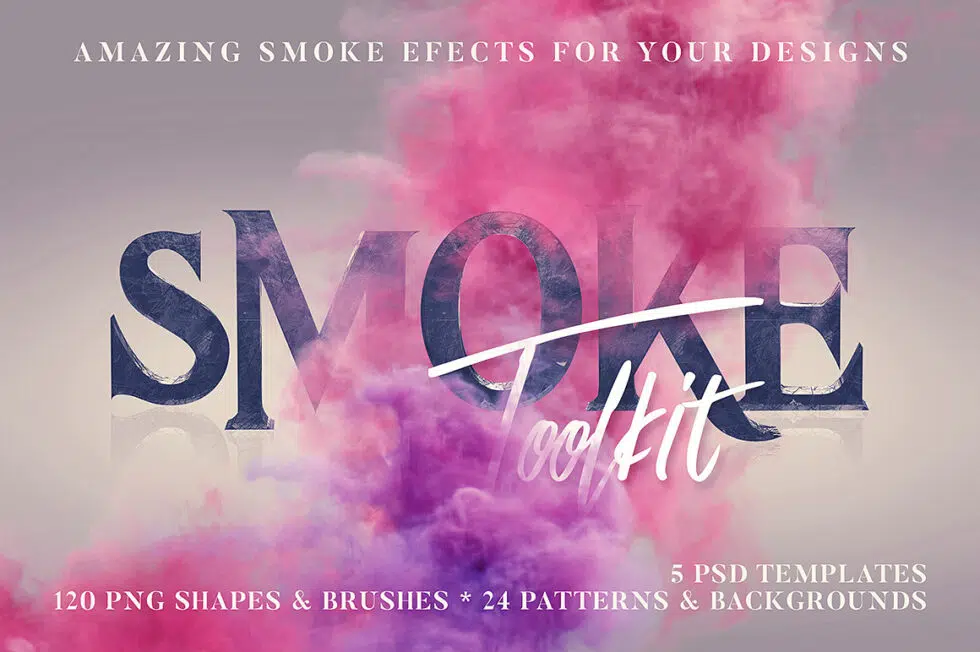 AMAZING SMOKE EFECTS FOR YOUR DESIGNS
SMOKE
Toolkit
5 PSD TEMPLATES
120 PNG SHAPES & BRUSHES * 24 PATTERNS & BACKGROUNDS